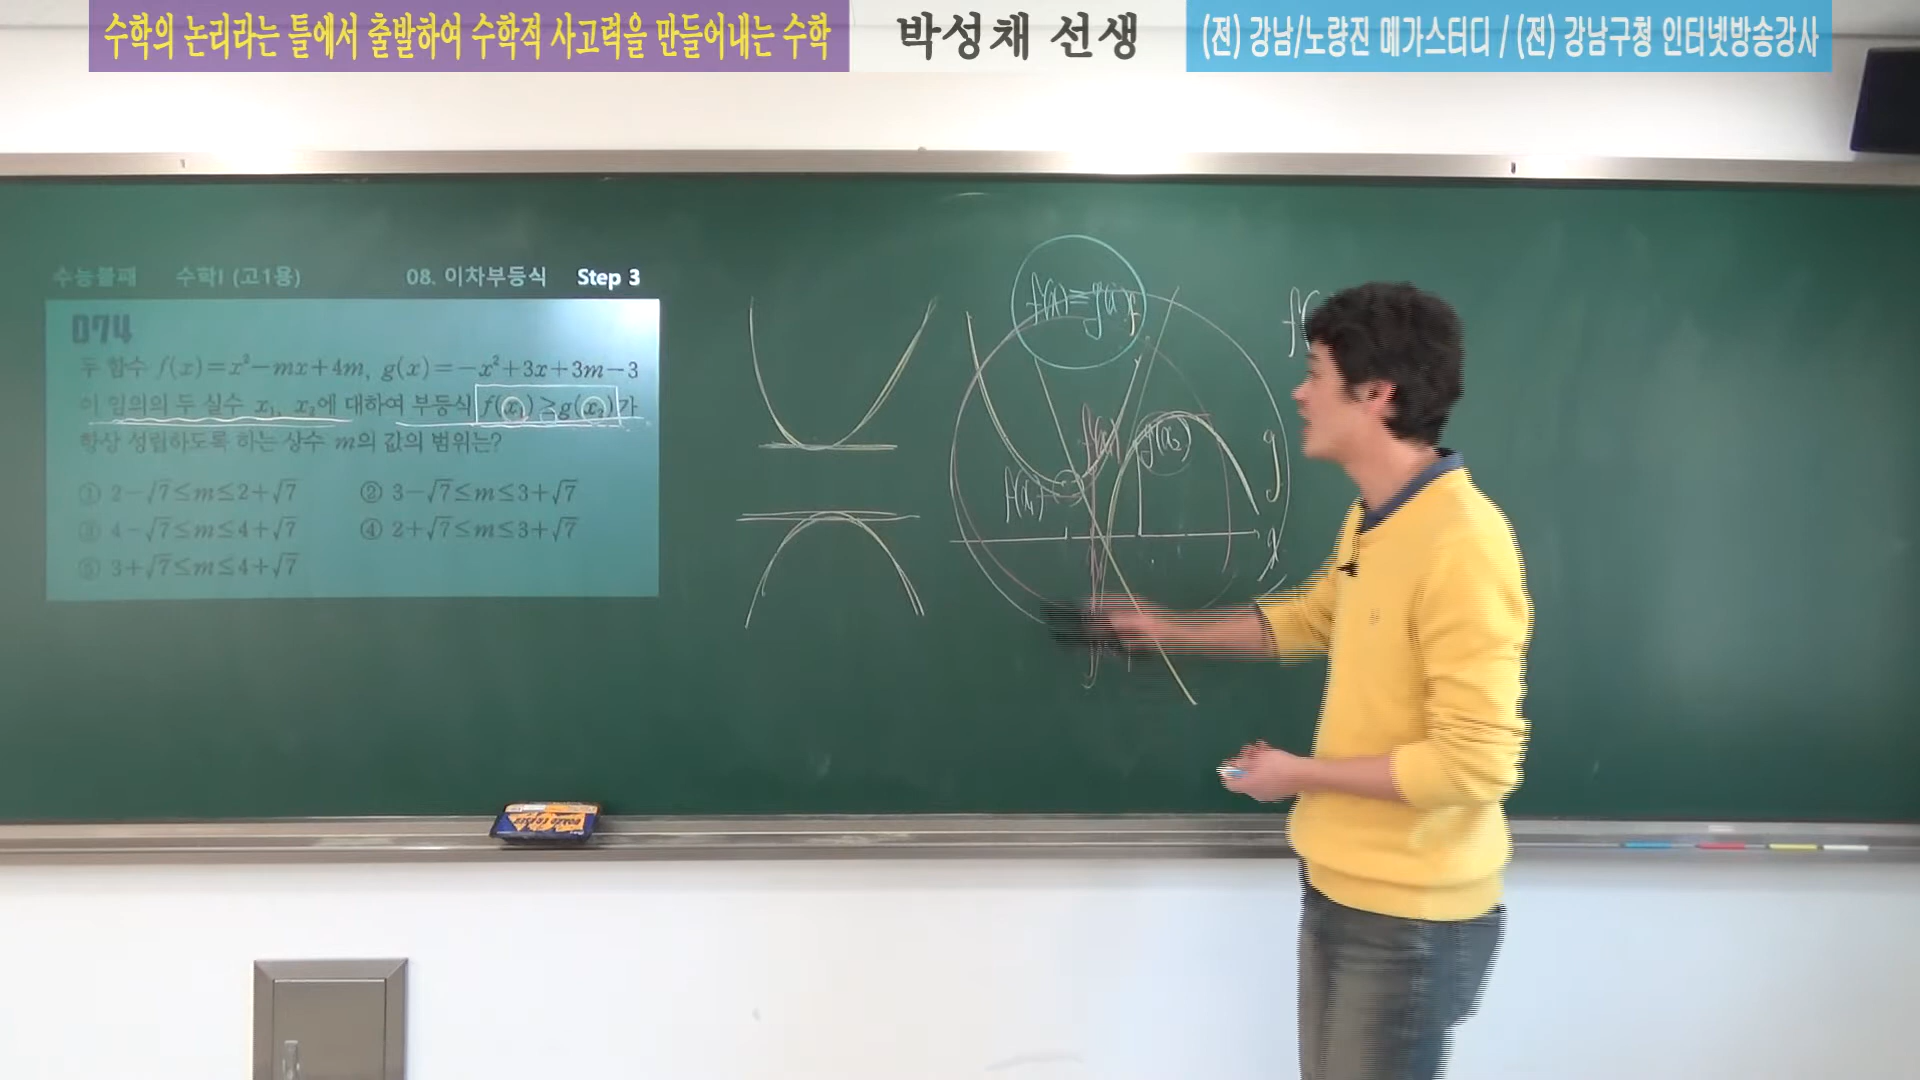 수학의 논리라는 틀에서 출발하여 수학적 사고력을 만들어내는 수학
박성채 선생
(전) 강남/노량진 메가스터디 / (전) 강남구청 인터넷방송강사
수능불패 수학I (고1용) 08. 이차부등식 Step 3
074
두 함수 f(x)=x²-mx+4m, g(x)=-x²+3x+3m-3
이 임의의 두 실수 x₁, x₂에 대하여 부등식 f(x₁)≥g(x₂)가
항상 성립하도록 하는 상수 m의 값의 범위는?
① 2-√7≤m≤2+√7 ② 3-√7≤m≤3+√7
③ 4-√7≤m≤4+√7 ④ 2+√7≤m≤3+√7
⑤ 3+√7≤m≤4+√7
f(x)≥g(x)
f
f(x)
g(x₂)
g
f(x₁)
x